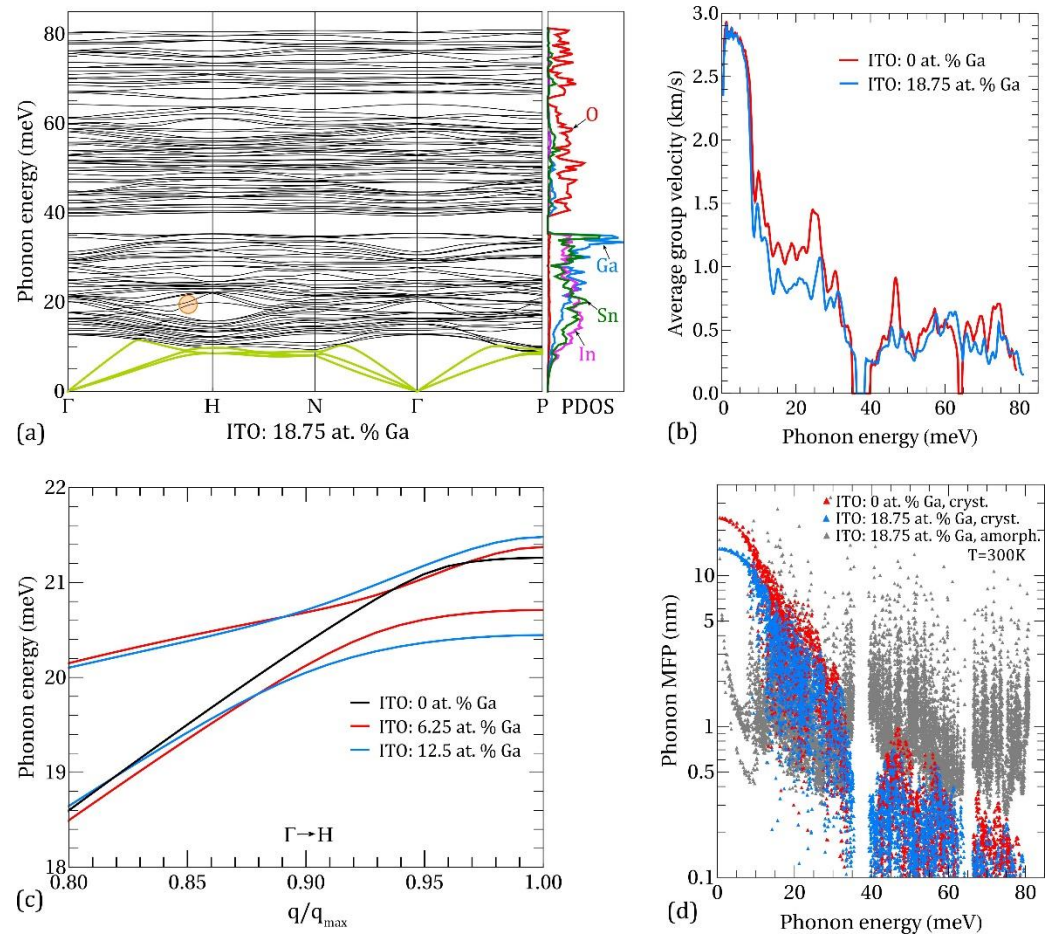 80
60
40
20
0
Phonon energy (meV)
O
Ga
Sn
In
Γ H N Γ P PDOS
(a) ITO: 18.75 at. % Ga
3.0
2.5
2.0
1.5
1.0
0.5
0.0
Average group velocity (km/s)
ITO: 0 at. % Ga
ITO: 18.75 at. % Ga
0 20 40 60 80
(b) Phonon energy (meV)
22
21
20
19
18
Phonon energy (meV)
ITO: 0 at. % Ga
ITO: 6.25 at. % Ga
ITO: 12.5 at. % Ga
Γ→H
0.80 0.85 0.90 0.95 1.00
(c) q/qmax
10
5
1
0.5
0.1
Phonon MFP (nm)
ITO: 0 at. % Ga, cryst.
ITO: 18.75 at. % Ga, cryst.
ITO: 18.75 at. % Ga, amorph.
T=300K
0 20 40 60 80
Phonon energy (meV) (d)